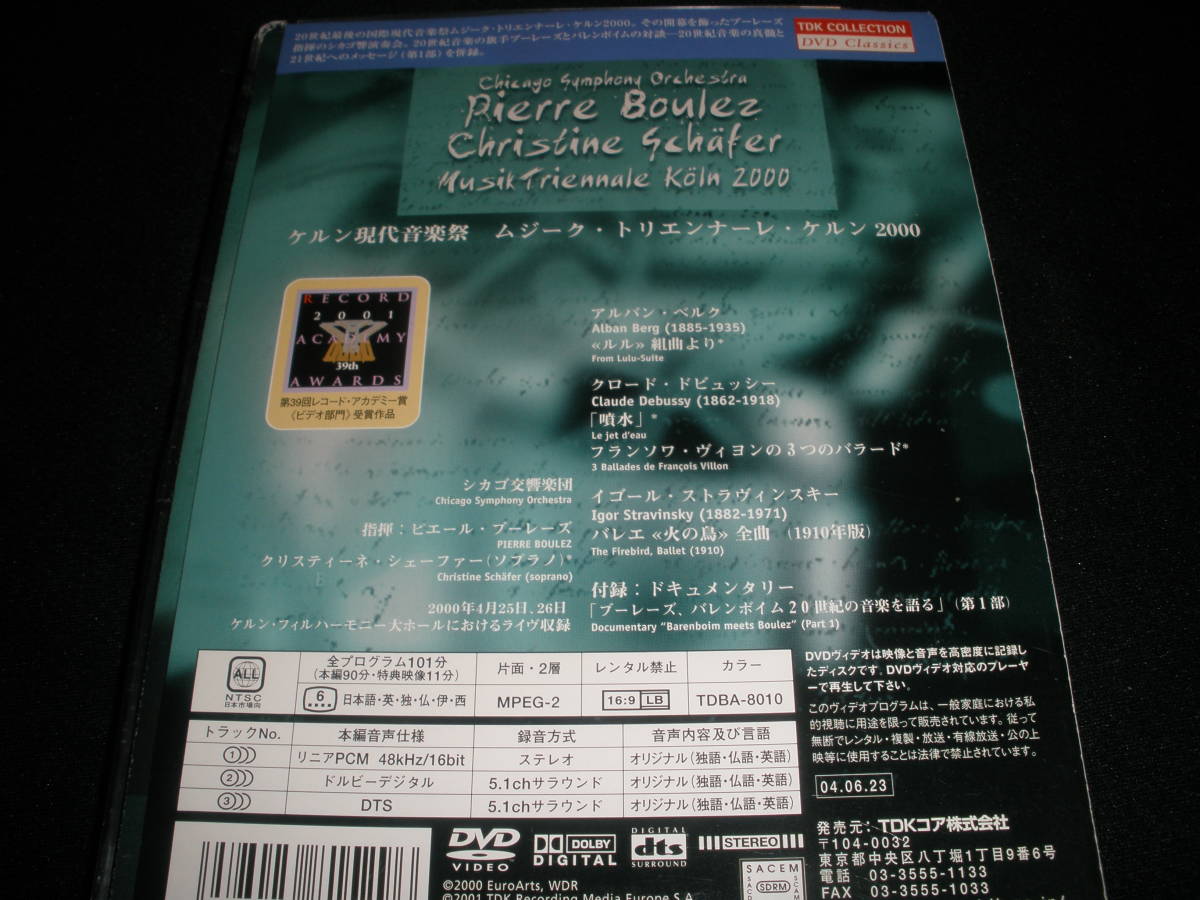 20世紀最後の国際現代音楽祭ムジーク・トリエンナーレ・ケルン2000。その開幕を飾ったブーレーズ
指揮のシカゴ響演奏会。20世紀音楽の旗手ブーレーズとバレンボイムの対談―20世紀音楽の真髄と
21世紀へのメッセージ(第1部)を併録。
TDK COLLECTION
DVD Classics
Chicago Symphony Orchestra
Pierre Boulez
Christine Schäfer
MusikTriennale Köln 2000
ケルン現代音楽祭 ムジーク・トリエンナーレ・ケルン 2000
RECORD
2001
ACADEMY
39th
AWARDS
第39回レコード・アカデミー賞
《ビデオ部門》受賞作品
アルバン・ベルク
Alban Berg (1885-1935)
≪ルル≫ 組曲より*
From Lulu-Suite
クロード・ドビュッシー
Claude Debussy (1862-1918)
「噴水」*
Le jet d'eau
フランソワ・ヴィヨンの3つのバラード*
3 Ballades de François Villon
イゴール・ストラヴィンスキー
Igor Stravinsky (1882-1971)
バレエ ≪火の鳥≫ 全曲 (1910年版)
The Firebird, Ballet (1910)
付録:ドキュメンタリー
「ブーレーズ、バレンボイム20世紀の音楽を語る」(第1部)
Documentary "Barenboim meets Boulez" (Part 1)
シカゴ交響楽団
Chicago Symphony Orchestra
指揮:ピエール・ブーレーズ
PIERRE BOULEZ
クリスティーネ・シェーファー(ソプラノ)*
Christine Schäfer (soprano)
2000年4月25日、26日
ケルン・フィルハーモニー大ホールにおけるライヴ収録
ALL
NTSC
日本市場向
全プログラム101分
(本編90分・特典映像11分)
片面・2層
レンタル禁止
カラー
6 日本語・英・独・仏・伊・西
MPEG-2
16:9 LB
TDBA-8010
トラックNo. 本編音声仕様 録音方式 音声内容及び言語
1 リニアPCM 48kHz/16bit ステレオ オリジナル(独語・仏語・英語)
2 ドルビーデジタル 5.1chサラウンド オリジナル(独語・仏語・英語)
3 DTS 5.1chサラウンド オリジナル(独語・仏語・英語)
DVDビデオは映像と音声を高密度に記録し
たディスクです。DVDビデオ対応のプレーヤ
ーで再生して下さい。
このヴィデオプログラムは、一般家庭における私
的視聴に用途を限って販売されています。従って
無断でレンタル・複製・放送・有線放送・公の上
映等に使用することは法律で禁止されています。
04.06.23
発売元:TDKコア株式会社
〒104-0032
東京都中央区八丁堀1丁目9番6号
電話 03-3555-1133
FAX 03-3555-1033
DVD
VIDEO
DOLBY
DIGITAL
DIGITAL
dts
SURROUND
STEREO
SACEM
SDRM
©2000 EuroArts, WDR
©2001 TDK Recording Media Europe S.A.